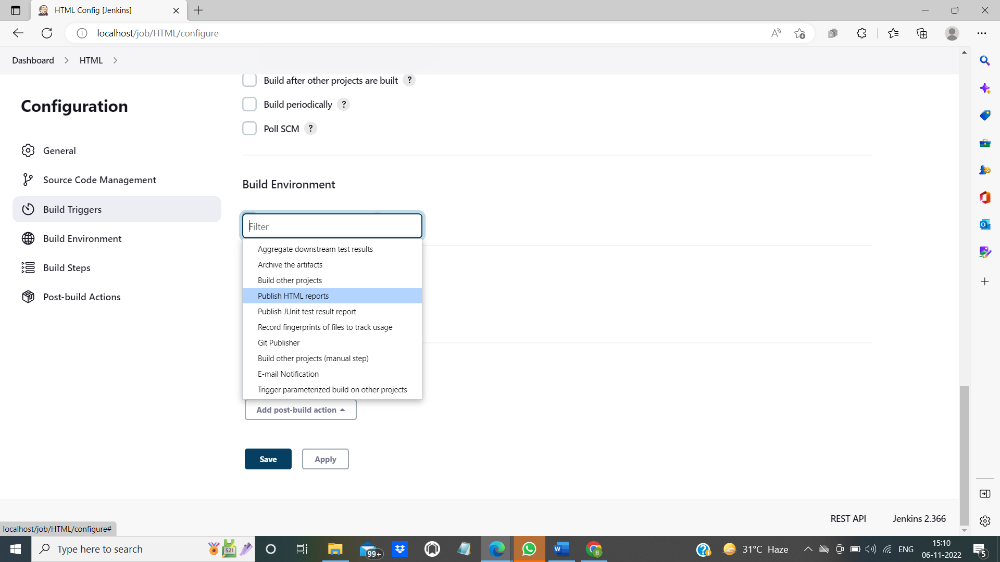 HTML Config [Jenkins]
localhost/job/HTML/configure
Dashboard
HTML
Configuration
General
Source Code Management
Build Triggers
Build Environment
Build Steps
Post-build Actions
Build after other projects are built ?
Build periodically ?
Poll SCM ?
Build Environment
Filter
Aggregate downstream test results
Archive the artifacts
Build other projects
Publish HTML reports
Publish JUnit test result report
Record fingerprints of files to track usage
Git Publisher
Build other projects (manual step)
E-mail Notification
Trigger parameterized build on other projects
Add post-build action
Save
Apply
REST API
Jenkins 2.366
localhost/job/HTML/configure#
Type here to search
521
99+
31°C Haze
ENG
15:10
06-11-2022
5